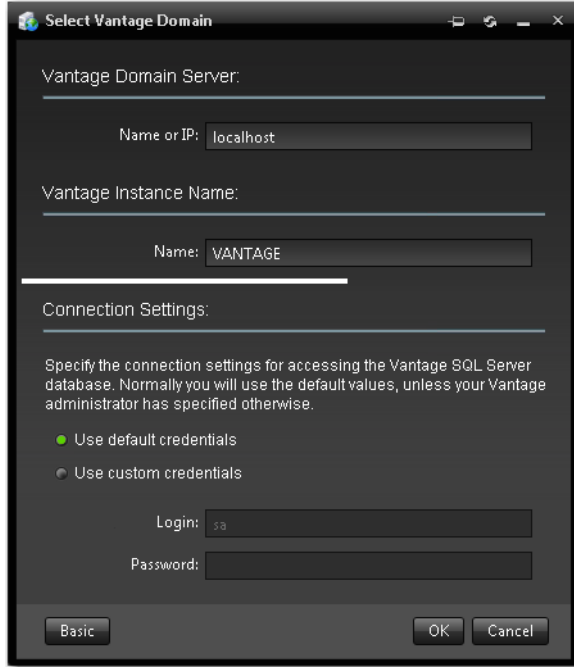 Select Vantage Domain
Vantage Domain Server:
Name or IP: localhost
Vantage Instance Name:
Name: VANTAGE
Connection Settings:
Specify the connection settings for accessing the Vantage SQL Server
database. Normally you will use the default values, unless your Vantage
administrator has specified otherwise.
Use default credentials
Use custom credentials
Login: sa
Password:
Basic OK Cancel